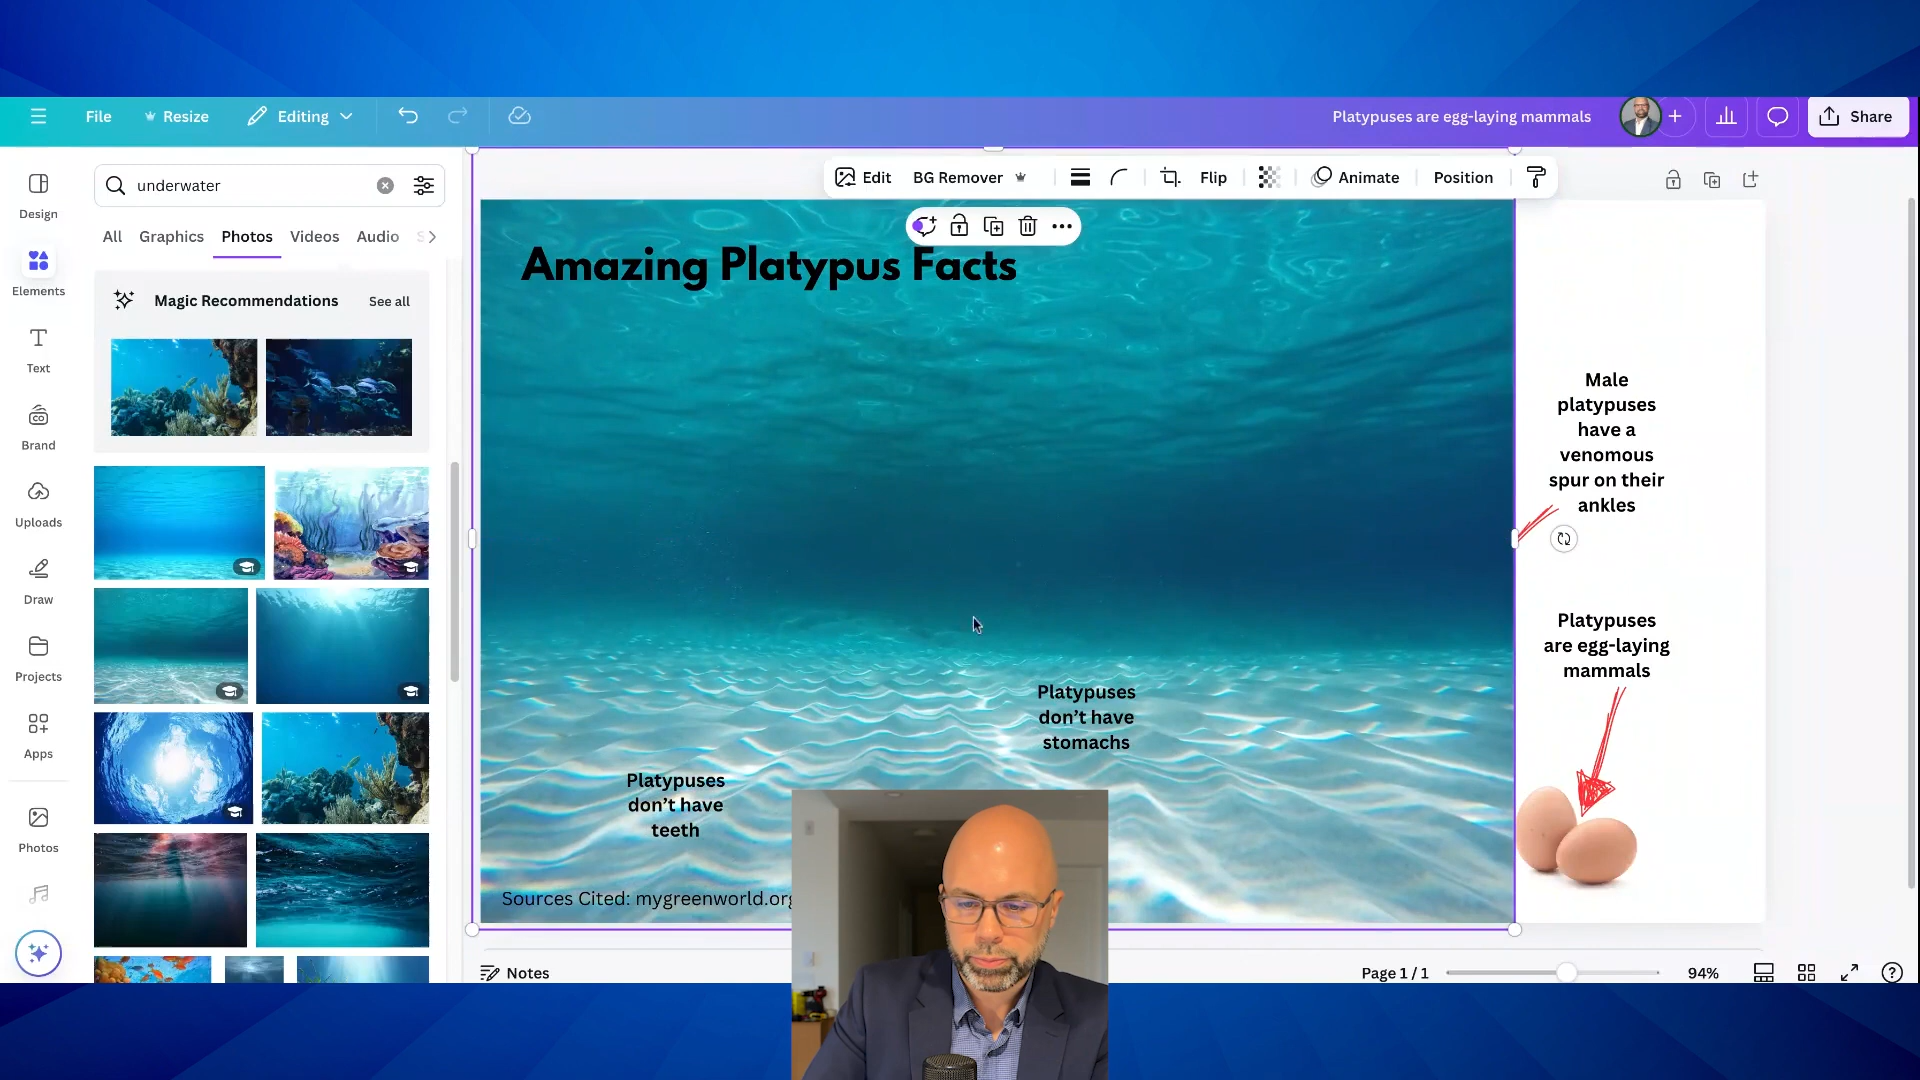 File
Resize
Editing
Platypuses are egg-laying mammals
Share
Design
Elements
Text
Brand
Uploads
Draw
Projects
Apps
Photos
underwater
All Graphics Photos Videos Audio
Magic Recommendations See all
Edit BG Remover Flip Animate Position
Amazing Platypus Facts
Male
platypuses
have a
venomous
spur on their
ankles
Platypuses
are egg-laying
mammals
Platypuses
don't have
stomachs
Platypuses
don't have
teeth
Sources Cited: mygreenworld.org
Notes
Page 1 / 1
94%